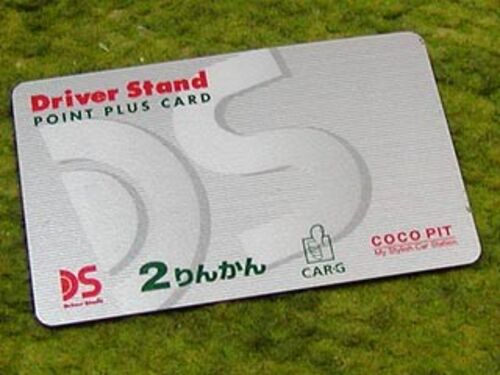 Driver Stand
POINT PLUS CARD
DS
DS
Driver Stand
2りんかん
CAR·G
COCO PIT
My Stylish Car Station